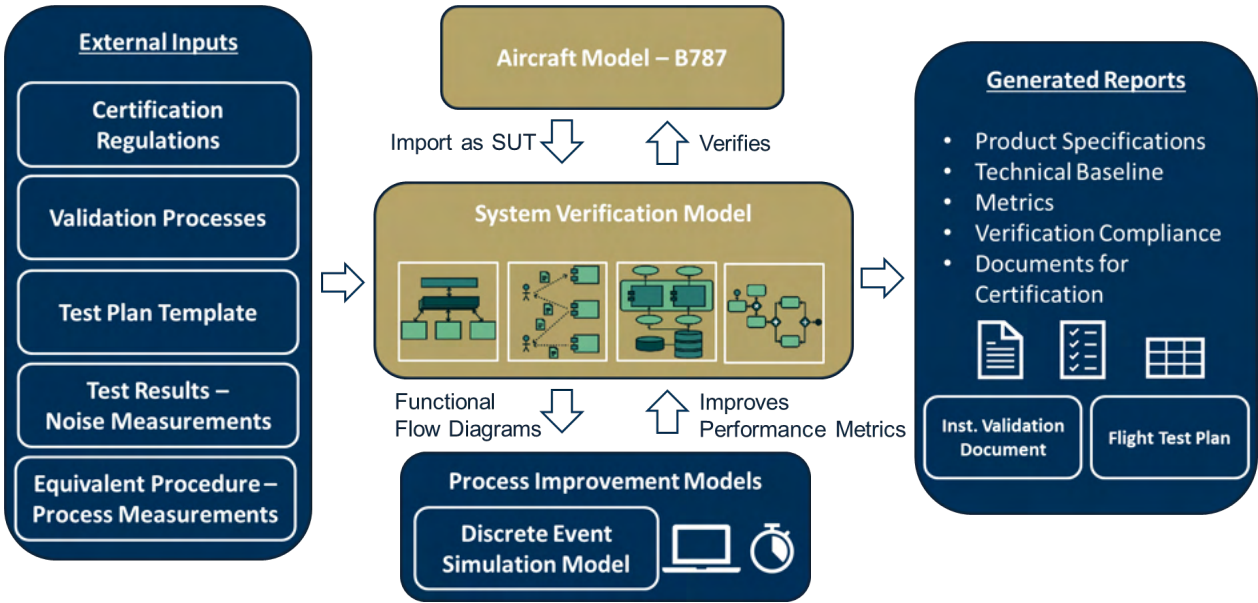 External Inputs
Certification
Regulations
Validation Processes
Test Plan Template
Test Results –
Noise Measurements
Equivalent Procedure –
Process Measurements
Aircraft Model – B787
Import as SUT
Verifies
System Verification Model
Functional
Flow Diagrams
Improves
Performance Metrics
Process Improvement Models
Discrete Event
Simulation Model
Generated Reports
• Product Specifications
• Technical Baseline
• Metrics
• Verification Compliance
• Documents for
Certification
Inst. Validation
Document
Flight Test Plan